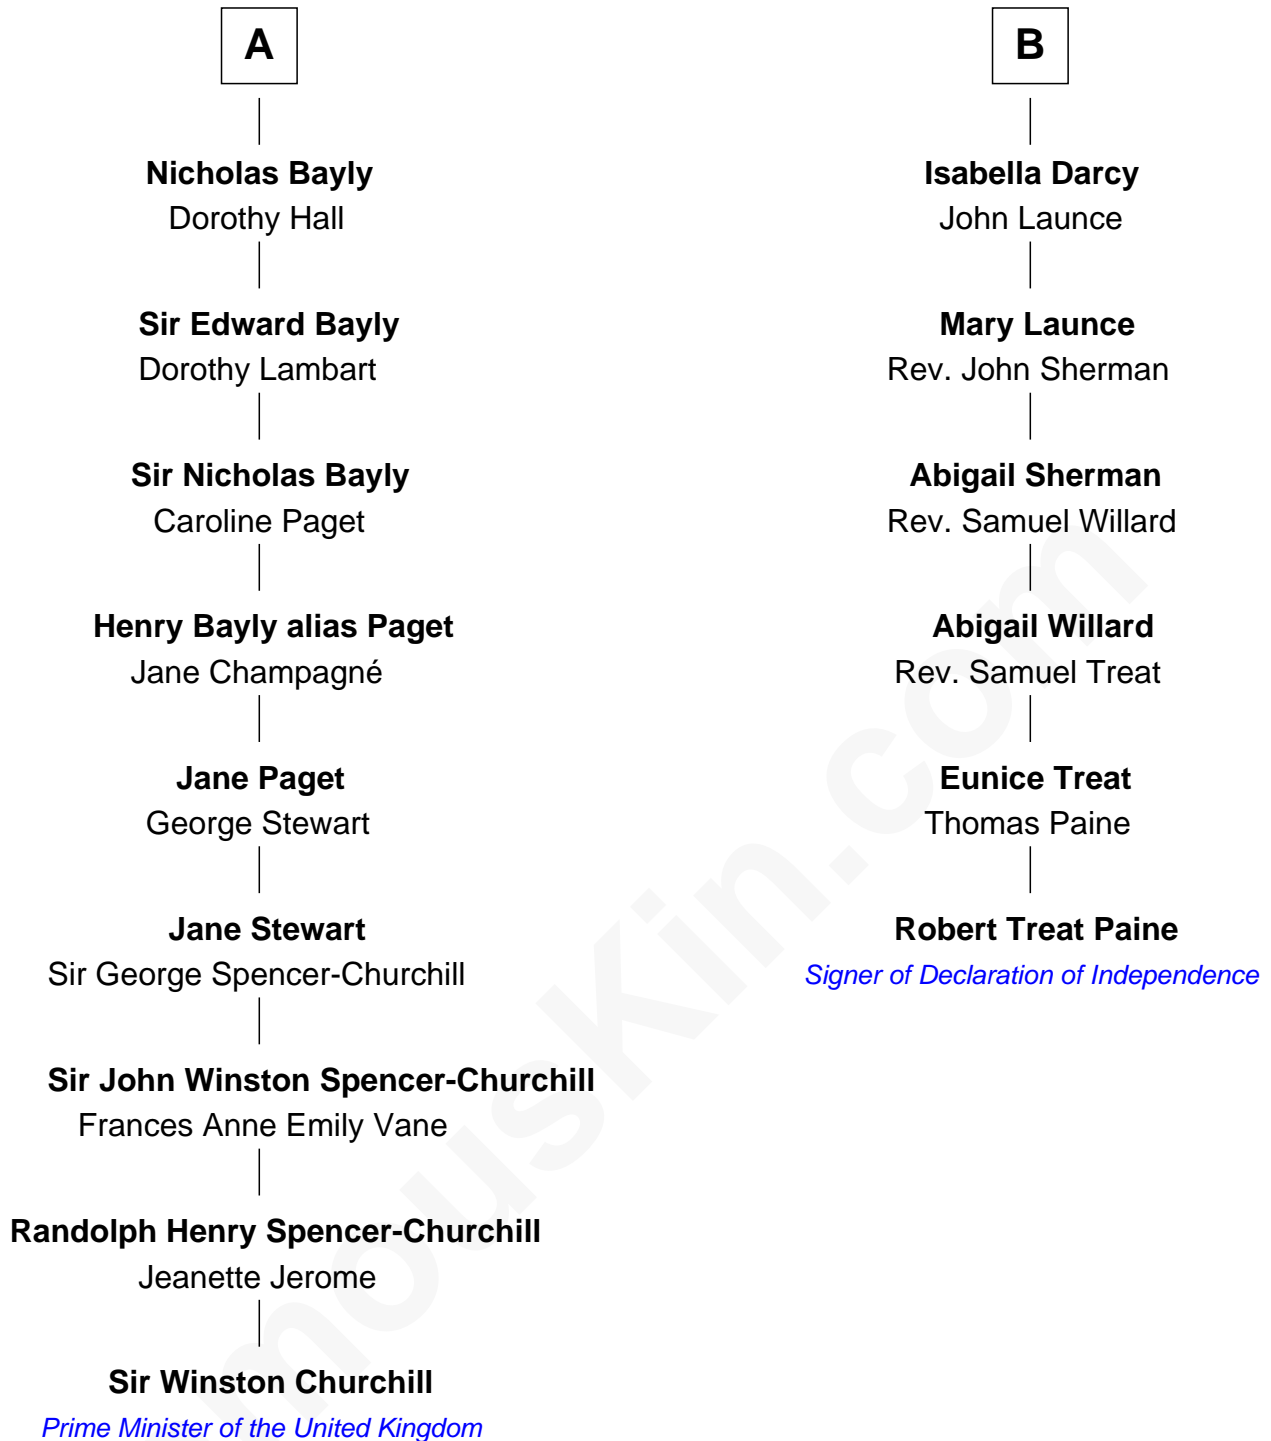 A
Nicholas Bayly
Dorothy Hall
Sir Edward Bayly
Dorothy Lambart
Sir Nicholas Bayly
Caroline Paget
Henry Bayly alias Paget
Jane Champagné
Jane Paget
George Stewart
Jane Stewart
Sir George Spencer-Churchill
Sir John Winston Spencer-Churchill
Frances Anne Emily Vane
Randolph Henry Spencer-Churchill
Jeanette Jerome
Sir Winston Churchill
Prime Minister of the United Kingdom
B
Isabella Darcy
John Launce
Mary Launce
Rev. John Sherman
Abigail Sherman
Rev. Samuel Willard
Abigail Willard
Rev. Samuel Treat
Eunice Treat
Thomas Paine
Robert Treat Paine
Signer of Declaration of Independence
mousKin.com